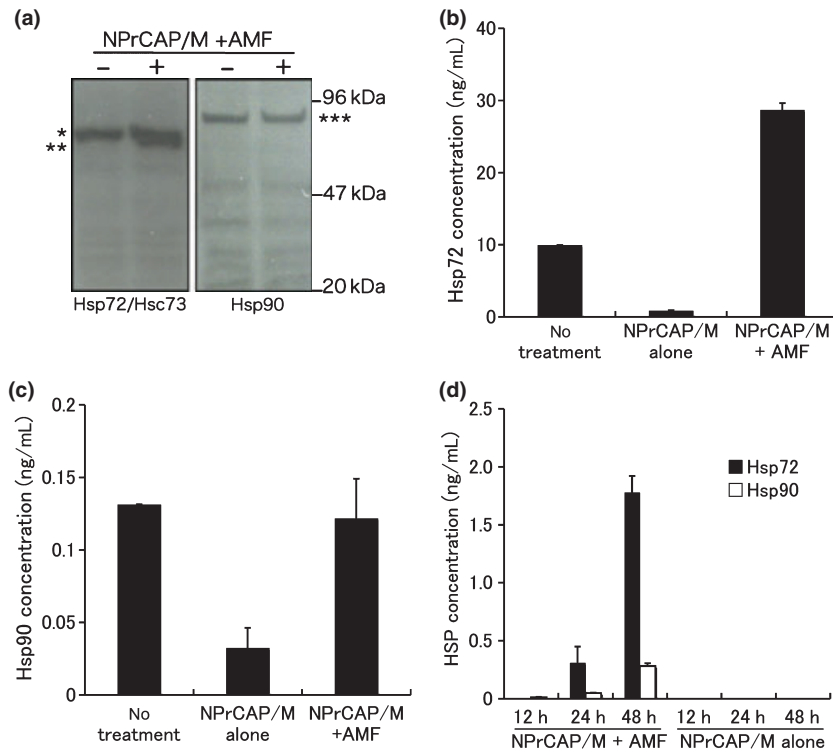 (a)
NPrCAP/M +AMF
− + − +
96 kDa
*
**
***
47 kDa
20 kDa
Hsp72/Hsc73 Hsp90
(b)
Hsp72 concentration (ng/mL)
40
30
20
10
0
No treatment
NPrCAP/M alone
NPrCAP/M + AMF
(c)
Hsp90 concentration (ng/mL)
0.2
0.15
0.1
0.05
0
No treatment
NPrCAP/M alone
NPrCAP/M +AMF
(d)
HSP concentration (ng/mL)
2.5
2.0
1.5
1.0
0.5
0
Hsp72
Hsp90
12 h 24 h 48 h 12 h 24 h 48 h
NPrCAP/M + AMF NPrCAP/M alone